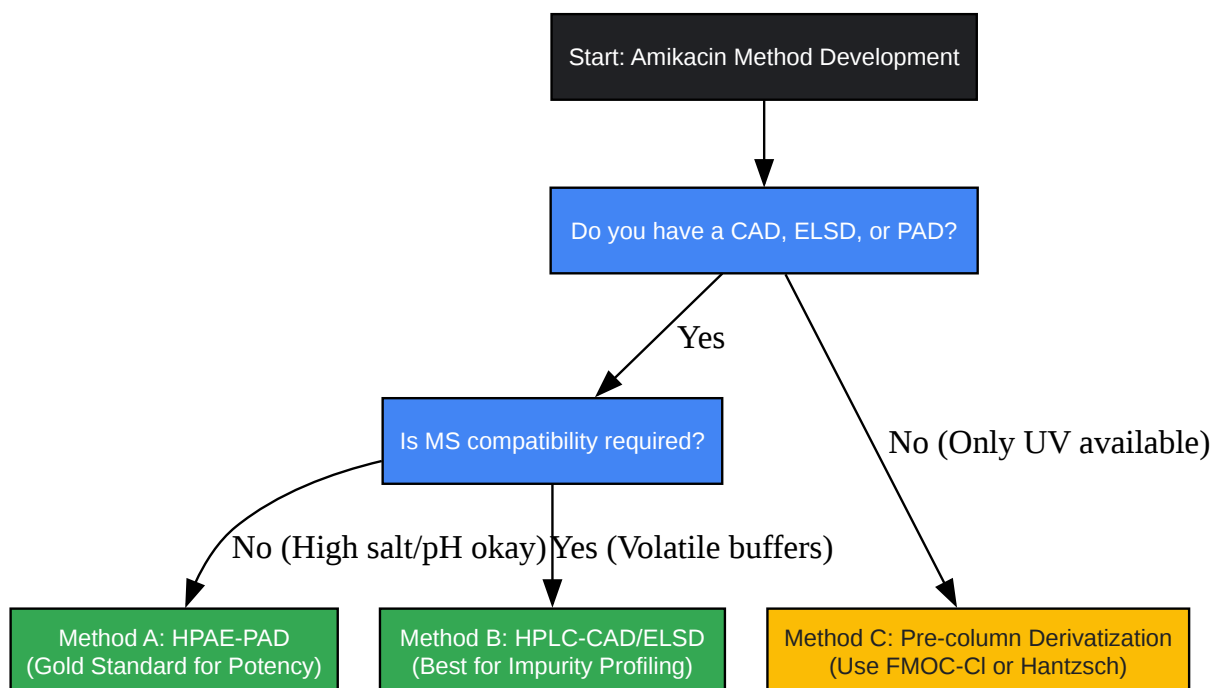 Start: Amikacin Method Development
Do you have a CAD, ELSD, or PAD?
Yes
Is MS compatibility required?
No (Only UV available)
No (High salt/pH okay)
Yes (Volatile buffers)
Method A: HPAE-PAD
(Gold Standard for Potency)
Method B: HPLC-CAD/ELSD
(Best for Impurity Profiling)
Method C: Pre-column Derivatization
(Use FMOC-Cl or Hantzsch)